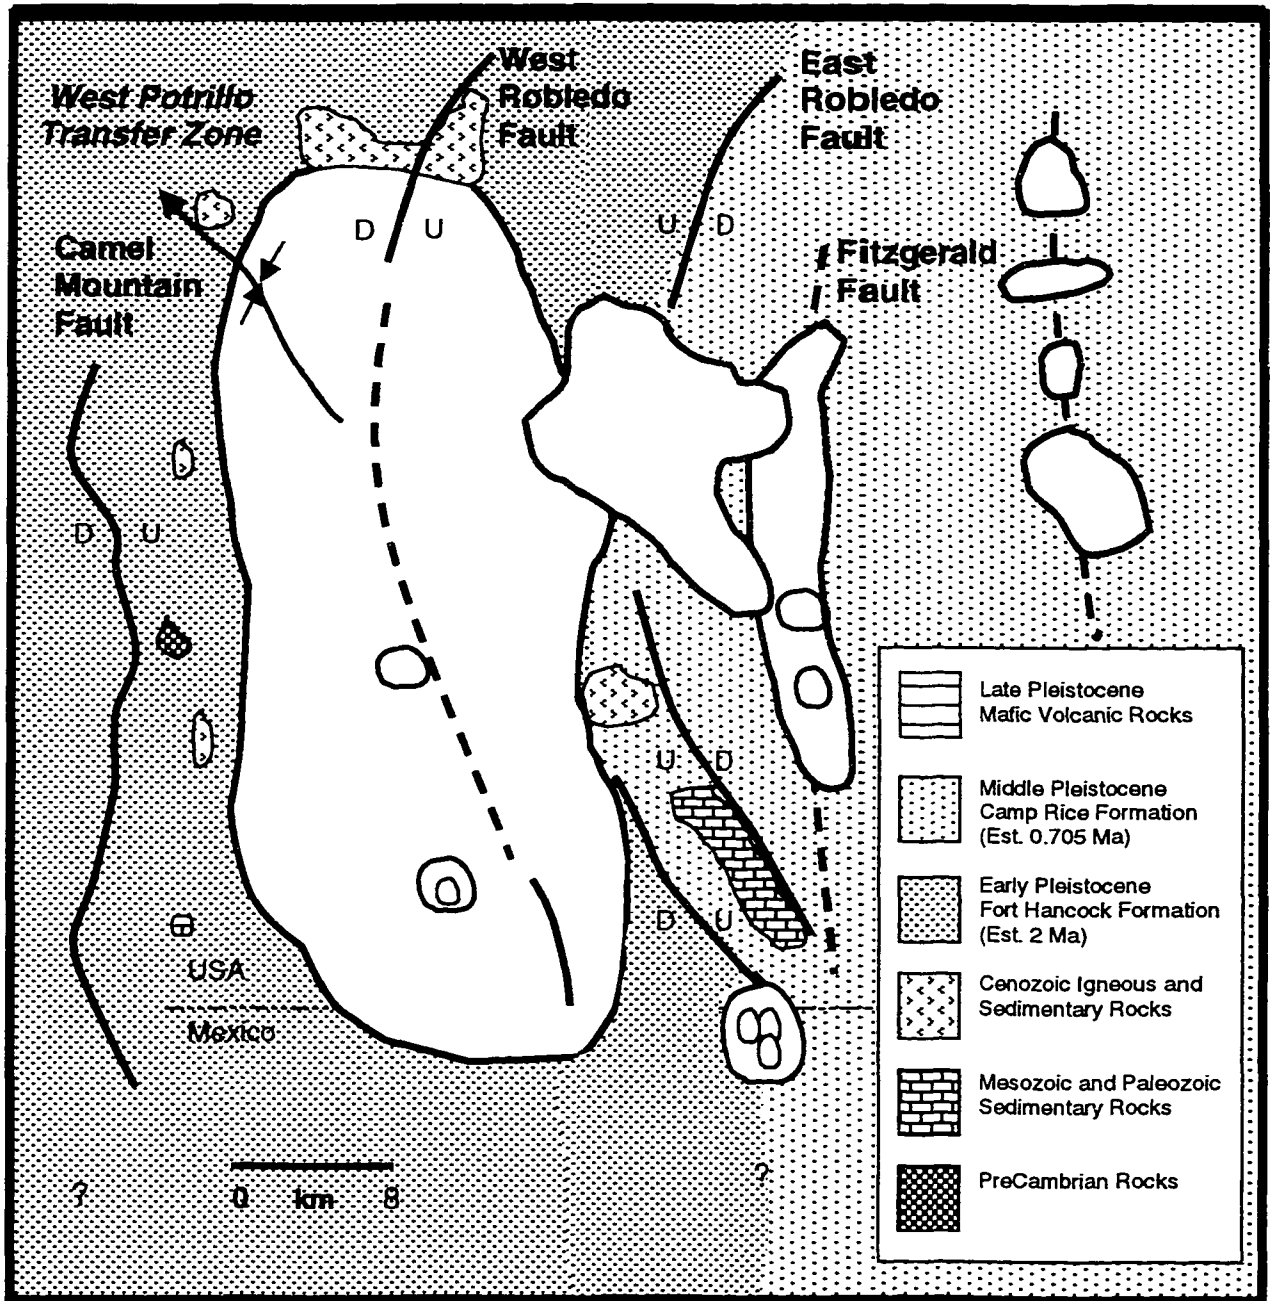 West
Robledo
Fault
East
Robledo
Fault
West Potrillo
Transfer Zone
D U
U D
Camel
Mountain
Fault
Fitzgerald
Fault
D U
U D
D U
USA
Mexico
?
?
0 km 8
Late Pleistocene
Mafic Volcanic Rocks
Middle Pleistocene
Camp Rice Formation
(Est. 0.705 Ma)
Early Pleistocene
Fort Hancock Formation
(Est. 2 Ma)
Cenozoic Igneous and
Sedimentary Rocks
Mesozoic and Paleozoic
Sedimentary Rocks
PreCambrian Rocks